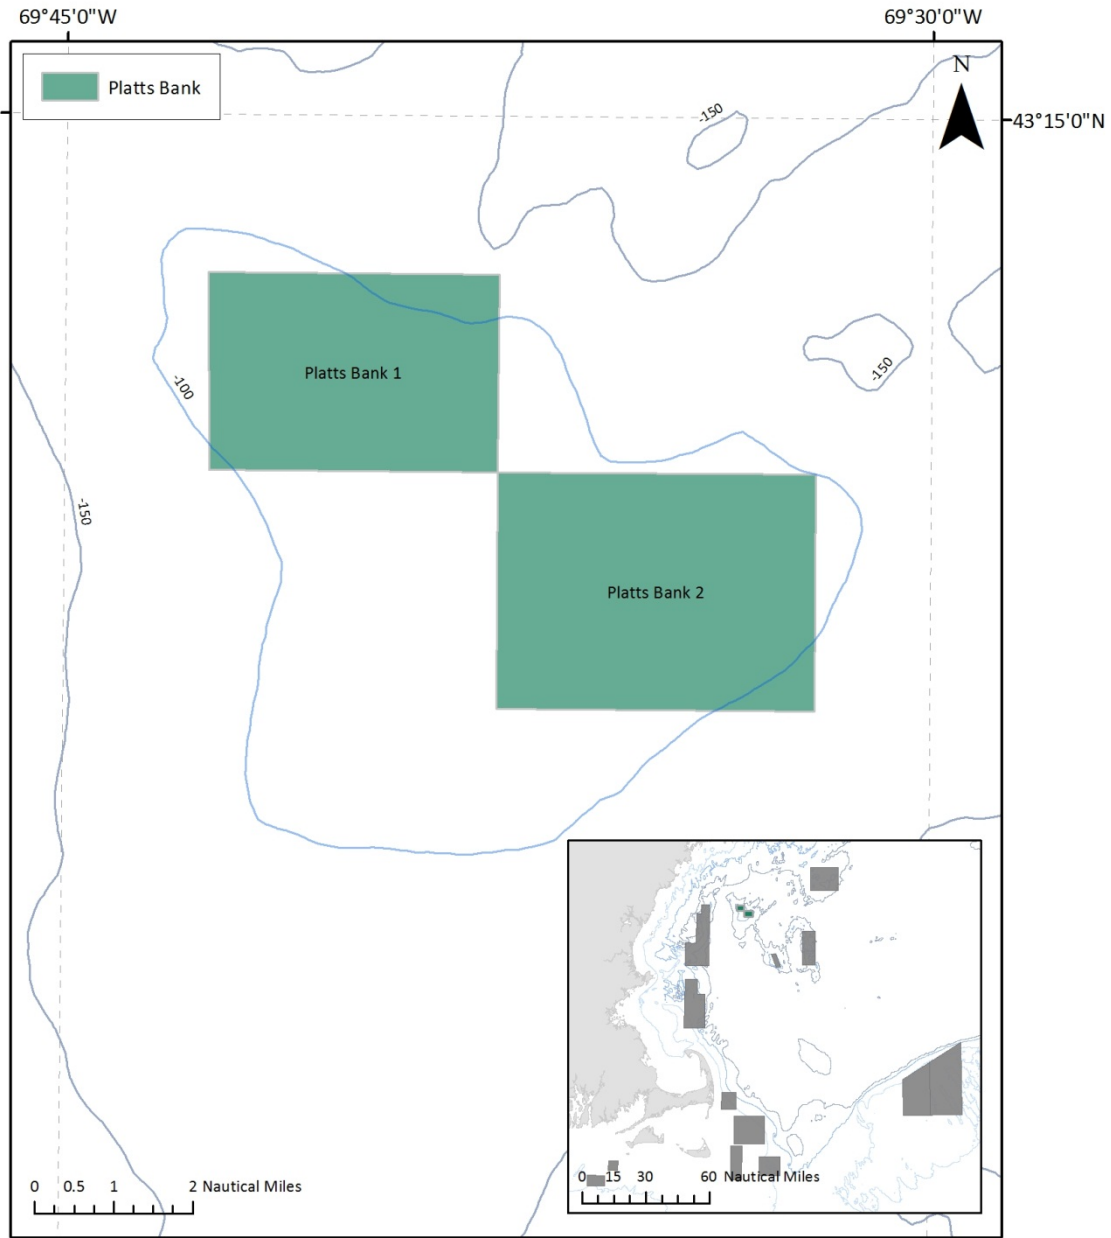 69°45'0"W
69°30'0"W
Platts Bank
N
-150
43°15'0"N
Platts Bank 1
-150
-100
-150
Platts Bank 2
0 0.5 1 2 Nautical Miles
0 15 30 60 Nautical Miles